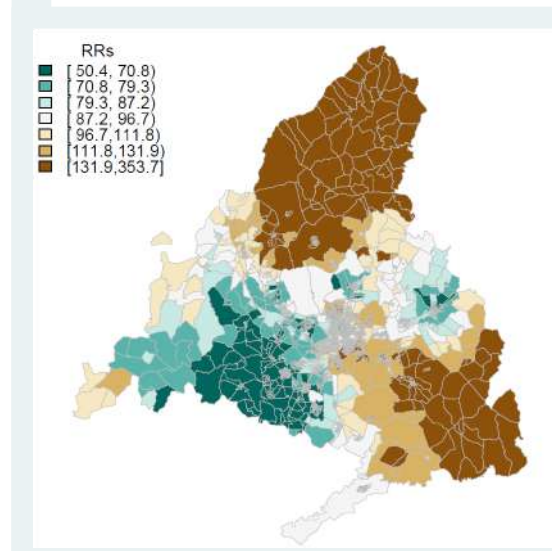 RRs
[ 50.4, 70.8)
[ 70.8, 79.3)
[ 79.3, 87.2)
[ 87.2, 96.7)
[ 96.7,111.8)
[111.8,131.9)
[131.9,353.7]